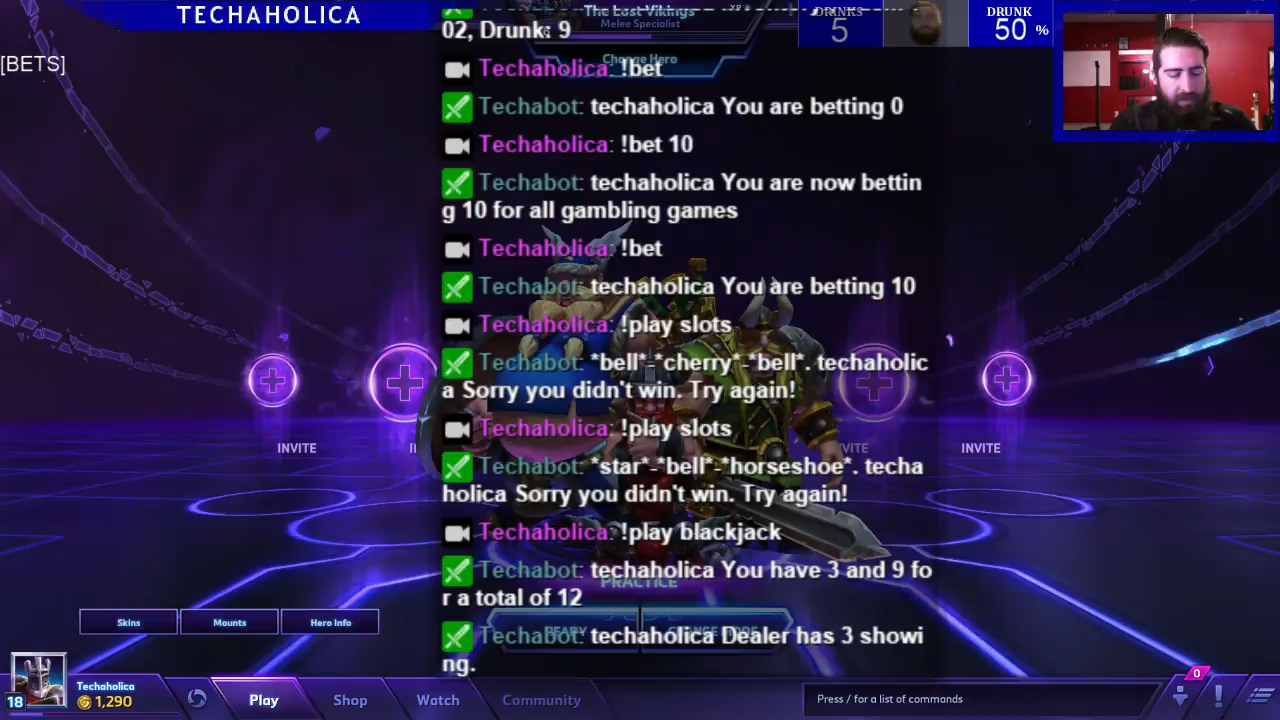 TECHAHOLICA
[BETS]
The Lost Vikings
Melee Specialist
Change Hero
DRINKS
5
DRUNK
50 %
02, Drunk: 9
Techaholica: !bet
Techabot: techaholica You are betting 0
Techaholica: !bet 10
Techabot: techaholica You are now bettin
g 10 for all gambling games
Techaholica: !bet
Techabot: techaholica You are betting 10
Techaholica: !play slots
Techabot: *bell*-*cherry*-*bell*. techaholic
a Sorry you didn't win. Try again!
Techaholica: !play slots
Techabot: *star*-*bell*-*horseshoe*. techa
holica Sorry you didn't win. Try again!
Techaholica: !play blackjack
Techabot: techaholica You have 3 and 9 fo
r a total of 12
Techabot: techaholica Dealer has 3 showi
ng.
INVITE
INVITE
PRACTICE
READY
Skins
Mounts
Hero Info
18
Techaholica
1,290
Play
Shop
Watch
Community
Press / for a list of commands
0